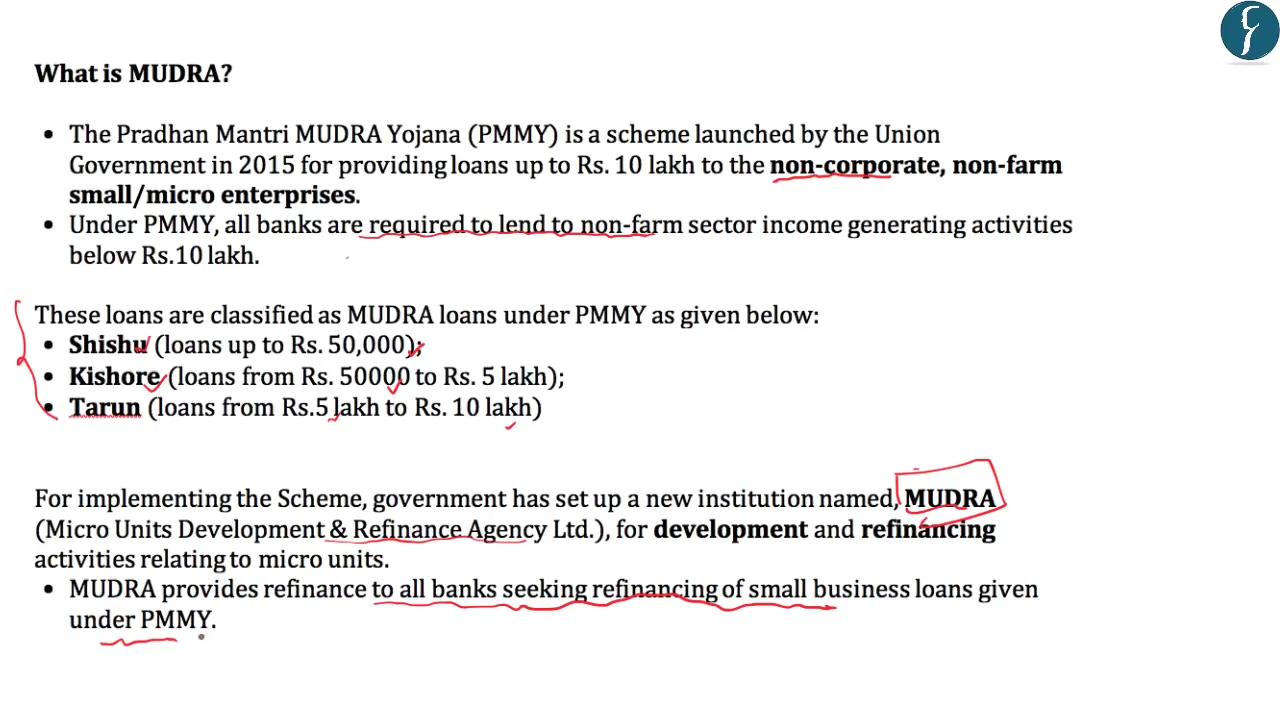 What is MUDRA?
• The Pradhan Mantri MUDRA Yojana (PMMY) is a scheme launched by the Union
Government in 2015 for providing loans up to Rs. 10 lakh to the non-corporate, non-farm
small/micro enterprises.
• Under PMMY, all banks are required to lend to non-farm sector income generating activities
below Rs.10 lakh.
These loans are classified as MUDRA loans under PMMY as given below:
• Shishu (loans up to Rs. 50,000);
• Kishore (loans from Rs. 50000 to Rs. 5 lakh);
• Tarun (loans from Rs.5 lakh to Rs. 10 lakh)
For implementing the Scheme, government has set up a new institution named, MUDRA
(Micro Units Development & Refinance Agency Ltd.), for development and refinancing
activities relating to micro units.
• MUDRA provides refinance to all banks seeking refinancing of small business loans given
under PMMY.